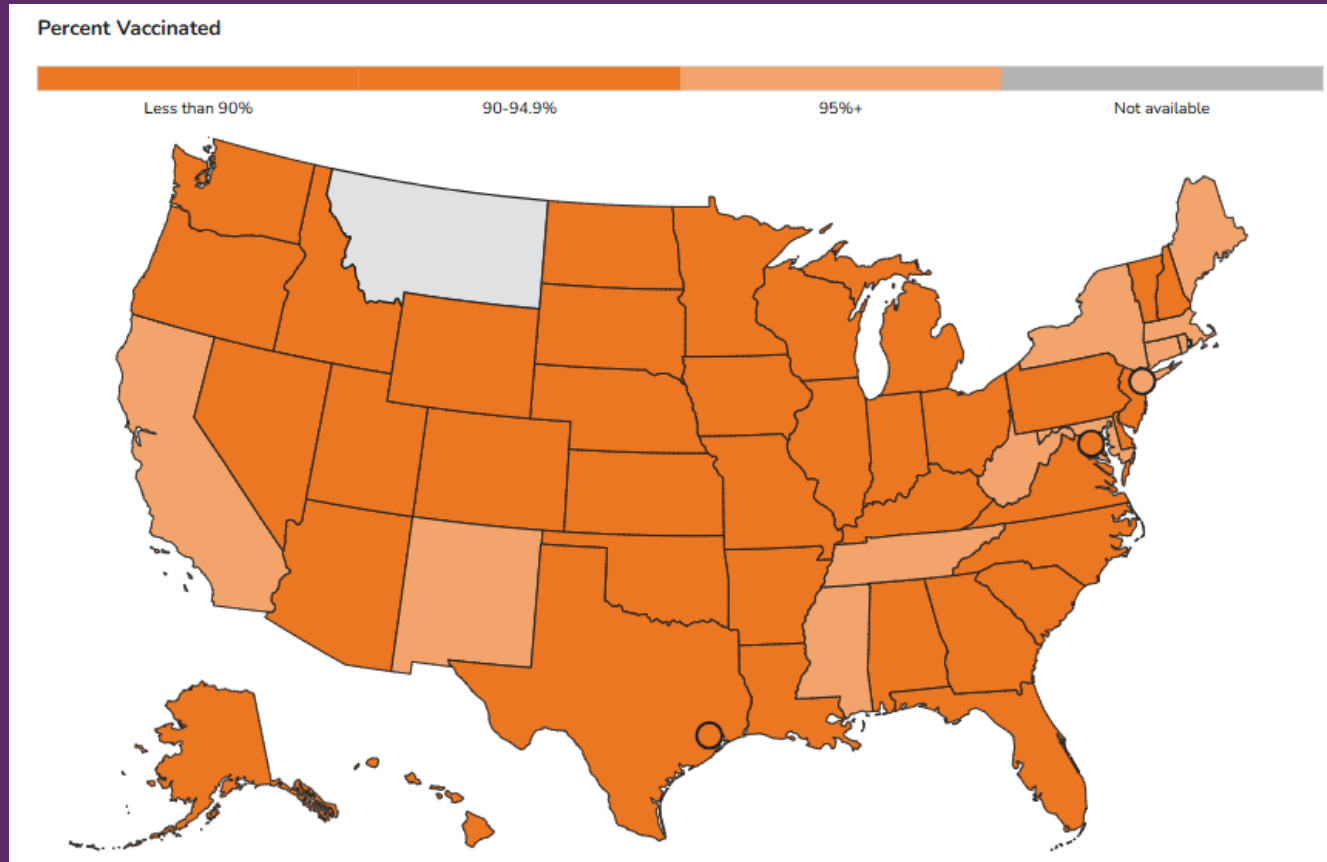 Percent Vaccinated
Less than 90% 90-94.9% 95%+ Not available